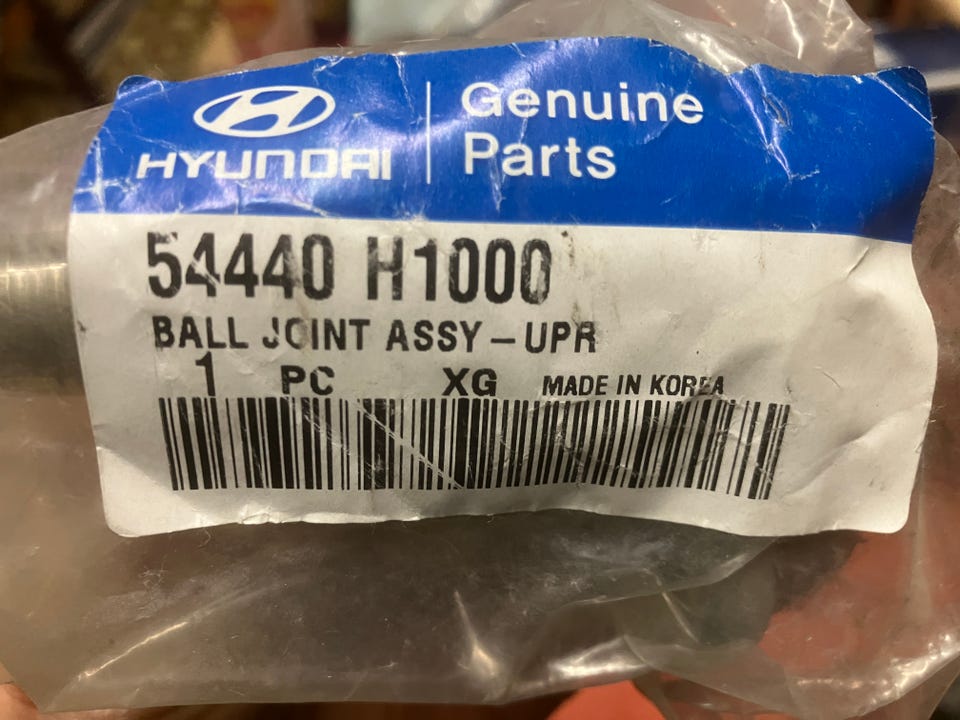 HYUNDAI
Genuine
Parts
54440 H1000
BALL JOINT ASSY-UPR
1 PC XG MADE IN KOREA